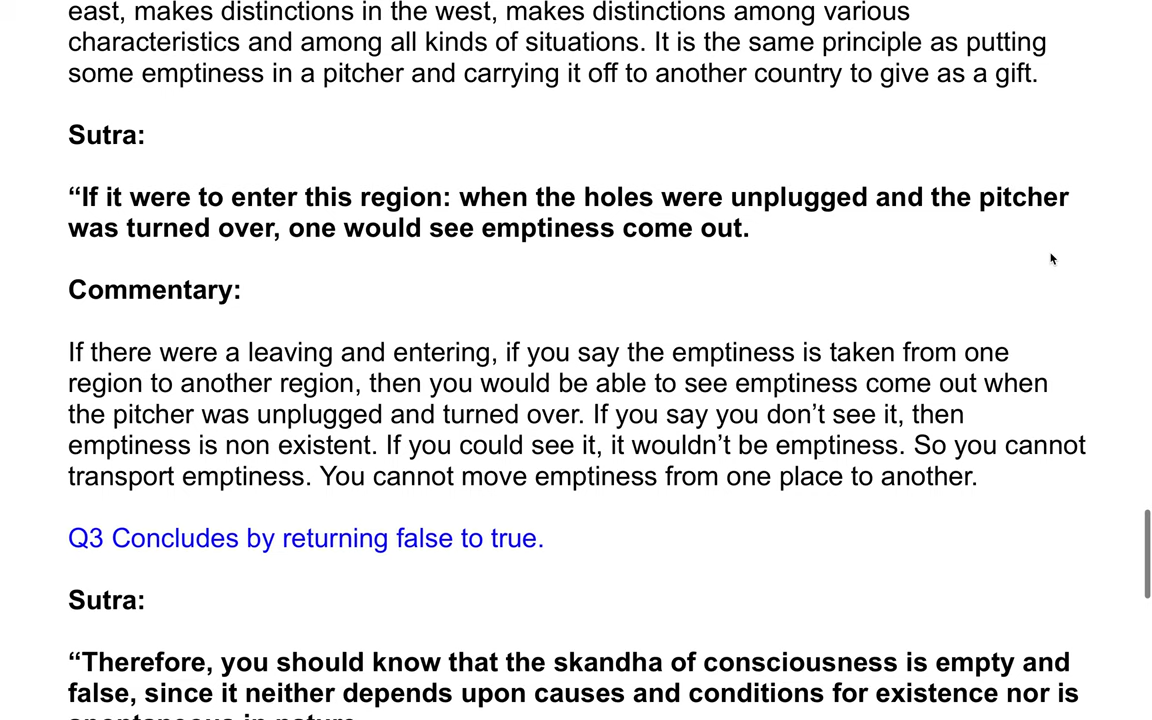 east, makes distinctions in the west, makes distinctions among various
characteristics and among all kinds of situations. It is the same principle as putting
some emptiness in a pitcher and carrying it off to another country to give as a gift.
Sutra:
“If it were to enter this region: when the holes were unplugged and the pitcher
was turned over, one would see emptiness come out.
Commentary:
If there were a leaving and entering, if you say the emptiness is taken from one
region to another region, then you would be able to see emptiness come out when
the pitcher was unplugged and turned over. If you say you don’t see it, then
emptiness is non existent. If you could see it, it wouldn’t be emptiness. So you cannot
transport emptiness. You cannot move emptiness from one place to another.
Q3 Concludes by returning false to true.
Sutra:
“Therefore, you should know that the skandha of consciousness is empty and
false, since it neither depends upon causes and conditions for existence nor is